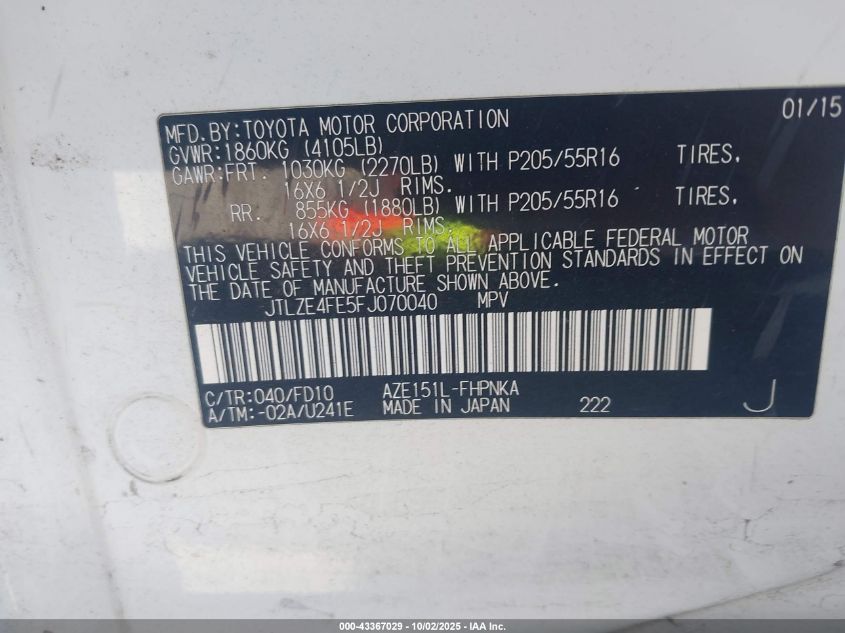 01/15
MFD.BY:TOYOTA MOTOR CORPORATION
GVWR:1860KG (4105LB)
GAWR:FRT. 1030KG (2270LB) WITH P205/55R16 TIRES,
16X6 1/2J RIMS.
RR. 855KG (1880LB) WITH P205/55R16 TIRES,
16X6 1/2J RIMS.
THIS VEHICLE CONFORMS TO ALL APPLICABLE FEDERAL MOTOR
VEHICLE SAFETY AND THEFT PREVENTION STANDARDS IN EFFECT ON
THE DATE OF MANUFACTURE SHOWN ABOVE.
JTLZE4FE5FJ070040 MPV
C/TR:040/FD10 AZE151L-FHPNKA
A/TM:-02A/U241E MADE IN JAPAN 222 J
000-43367029 - 10/02/2025 - IAA Inc.